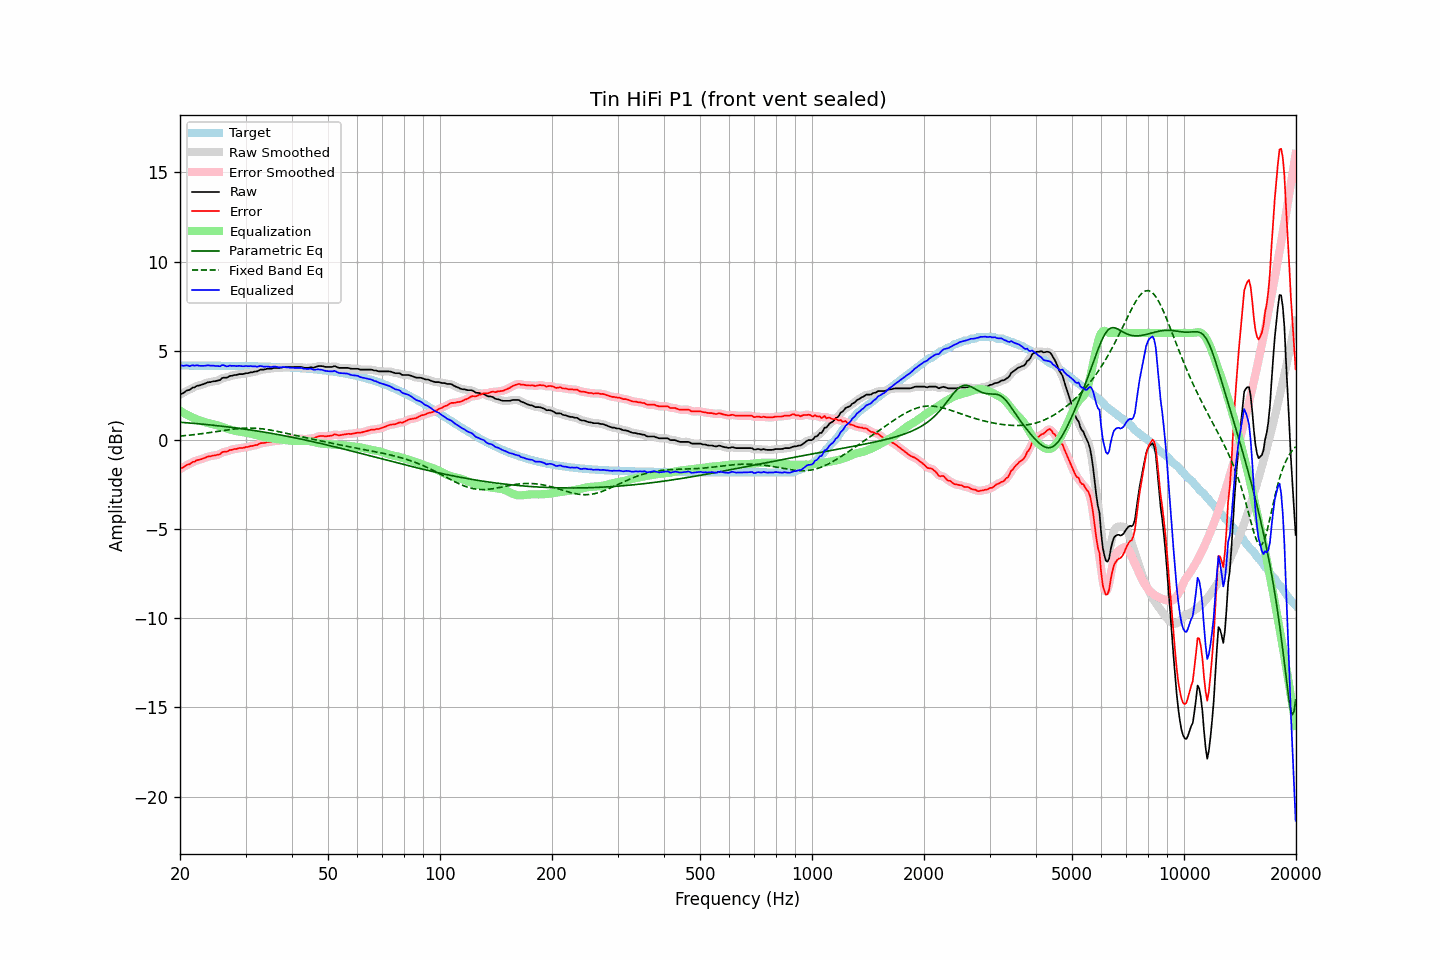 Tin HiFi P1 (front vent sealed)
Target
Raw Smoothed
Error Smoothed
Raw
Error
Equalization
Parametric Eq
Fixed Band Eq
Equalized
Amplitude (dBr)
15
10
5
0
−5
−10
−15
−20
20
50
100
200
500
1000
2000
5000
10000
20000
Frequency (Hz)